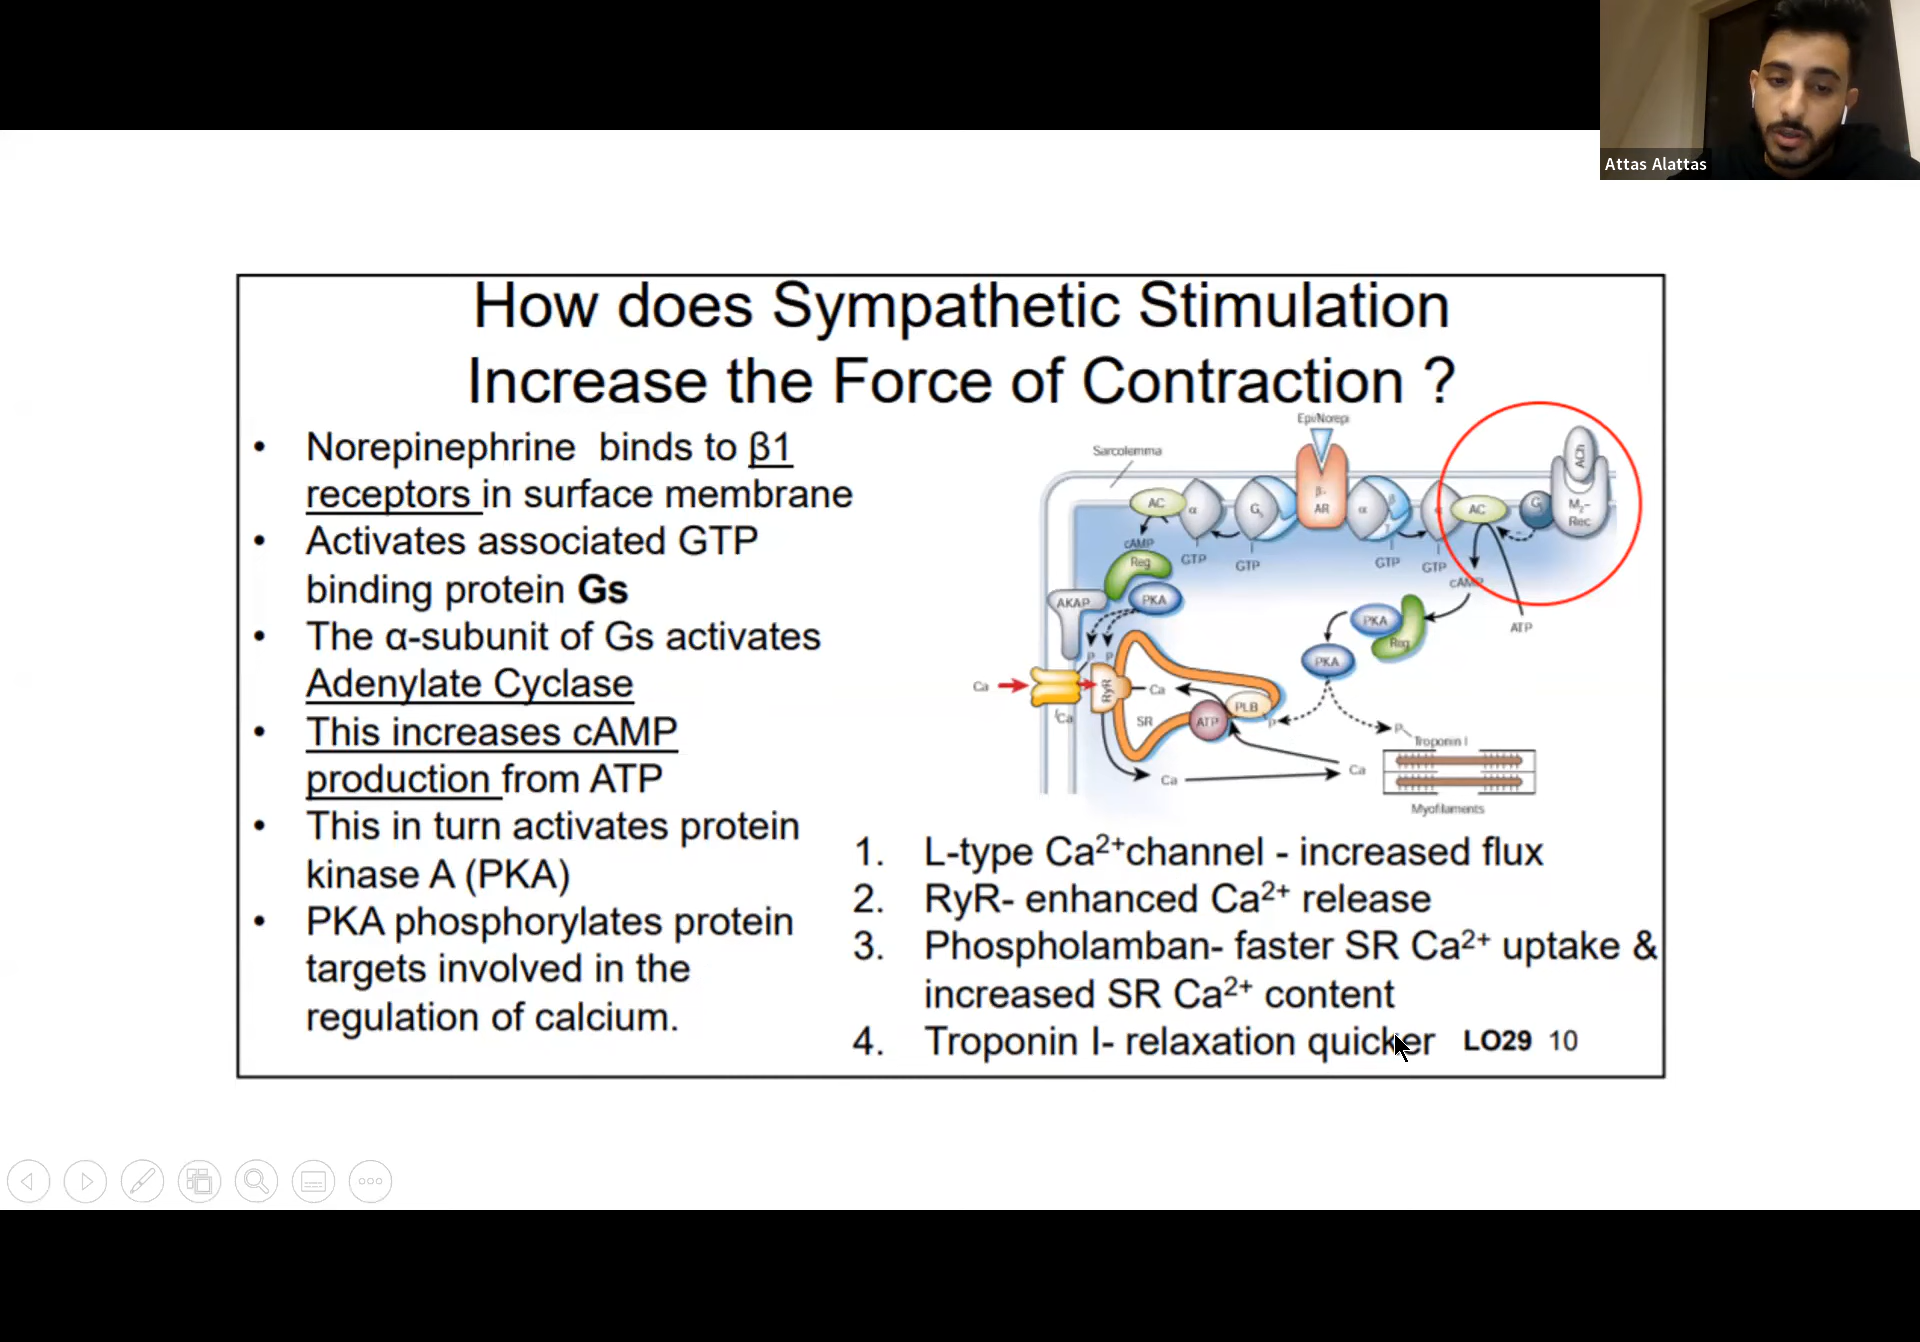 Attas Alattas
How does Sympathetic Stimulation
Increase the Force of Contraction ?
• Norepinephrine binds to β1
receptors in surface membrane
• Activates associated GTP
binding protein Gs
• The α-subunit of Gs activates
Adenylate Cyclase
• This increases cAMP
production from ATP
• This in turn activates protein
kinase A (PKA)
• PKA phosphorylates protein
targets involved in the
regulation of calcium.
Epi/Norepi
Sarcolemma
AC
α
Gs
β-
AR
α
β
γ
α
AC
G
ACh
M2-
Rec
cAMP
GTP
GTP
GTP
GTP
cAMP
ATP
Reg
AKAP
PKA
PKA
Reg
PKA
P
P
Ca
RyR
Ca
ICa
SR
ATP
PLB
P
P
Troponin I
Ca
Ca
Myofilaments
1. L-type Ca2+channel - increased flux
2. RyR- enhanced Ca2+ release
3. Phospholamban- faster SR Ca2+ uptake &
increased SR Ca2+ content
4. Troponin I- relaxation quicker
LO29 10